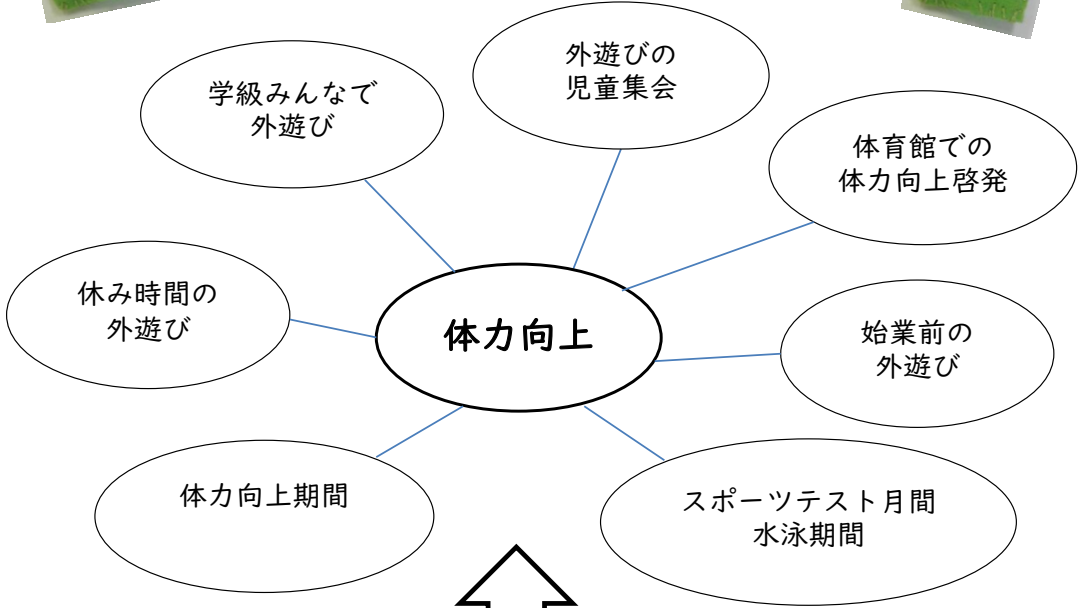 外遊びの
児童集会
学級みんなで
外遊び
体育館での
体力向上啓発
休み時間の
外遊び
体力向上
始業前の
外遊び
体力向上期間
スポーツテスト月間
水泳期間